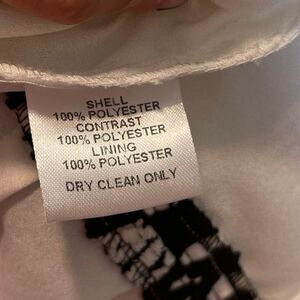 SHELL
100% POLYESTER
CONTRAST
100% POLYESTER
LINING
100% POLYESTER
DRY CLEAN ONLY